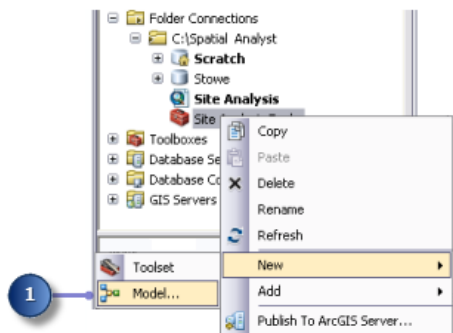 Folder Connections
C:\Spatial Analyst
Scratch
Stowe
Site Analysis
Site
Toolboxes
Database Se
Database Co
GIS Servers
Copy
Paste
Delete
Rename
Refresh
New
Add
Publish To ArcGIS Server...
Toolset
Model...
1